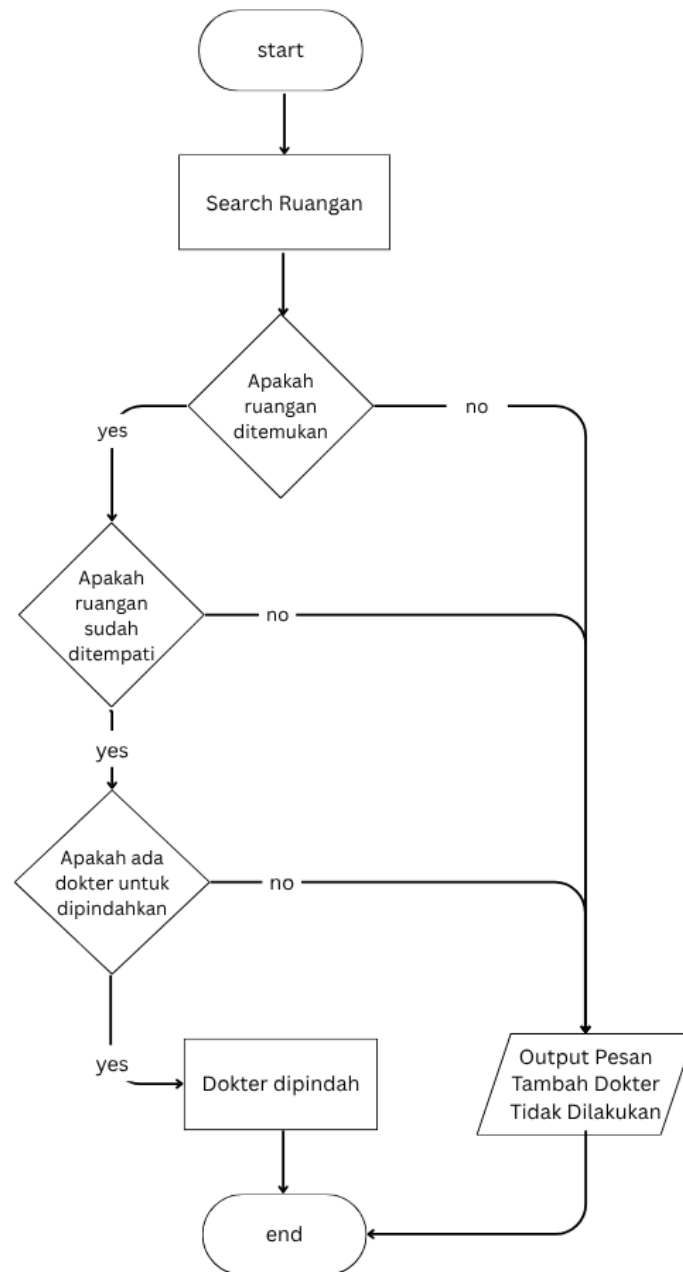 start
Search Ruangan
Apakah
ruangan
ditemukan
no
yes
Apakah
ruangan
sudah
ditempati
no
yes
Apakah ada
dokter untuk
dipindahkan
no
yes
Dokter dipindah
Output Pesan
Tambah Dokter
Tidak Dilakukan
end